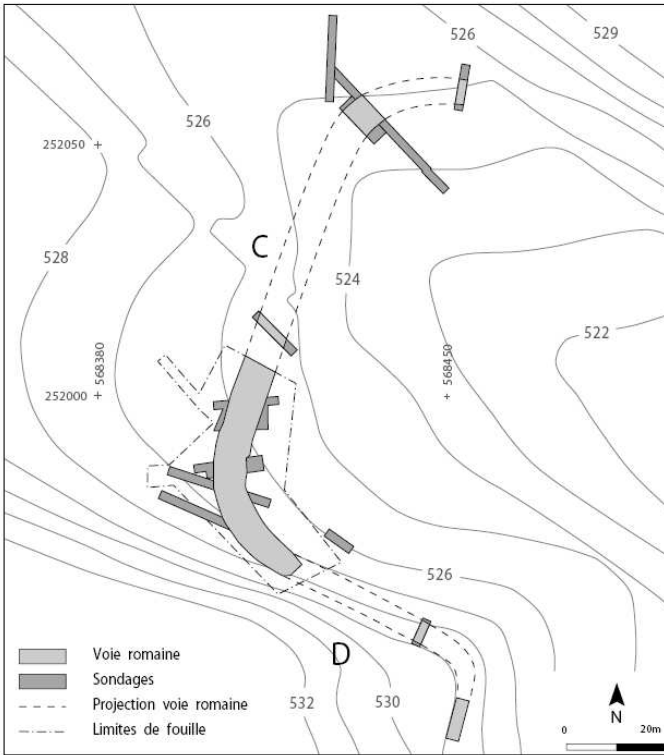 526
529
526
252050 +
C
528
524
522
568380
568450
252000 +
+
526
D
532
530
Voie romaine
Sondages
Projection voie romaine
Limites de fouille
N
0 20m